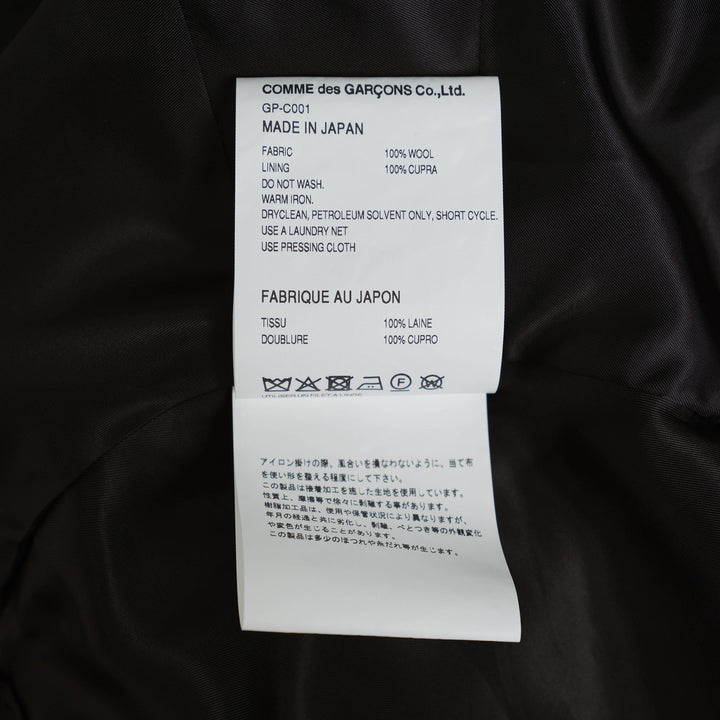 COMME des GARÇONS Co.,Ltd.
GP-C001
MADE IN JAPAN
FABRIC 100% WOOL
LINING 100% CUPRA
DO NOT WASH.
WARM IRON.
DRYCLEAN, PETROLEUM SOLVENT ONLY, SHORT CYCLE.
USE A LAUNDRY NET
USE PRESSING CLOTH
FABRIQUE AU JAPON
TISSU 100% LAINE
DOUBLURE 100% CUPRO
F W
UTILISER UN FILET A LINGE
アイロン掛けの際、風合いを損なわないように、当て布
を使い形を整える程度にして下さい。
この製品は接着加工を施した生地を使用しています。
性質上、摩擦等で徐々に剥離する事があります。
樹脂加工品は、使用や保管状況により異なりますが、
年月の経過と共に劣化し、剥離、べとつき等の外観変化
や変色が生じることがあります。
この製品は多少のほつれや糸だれ等が生じます。